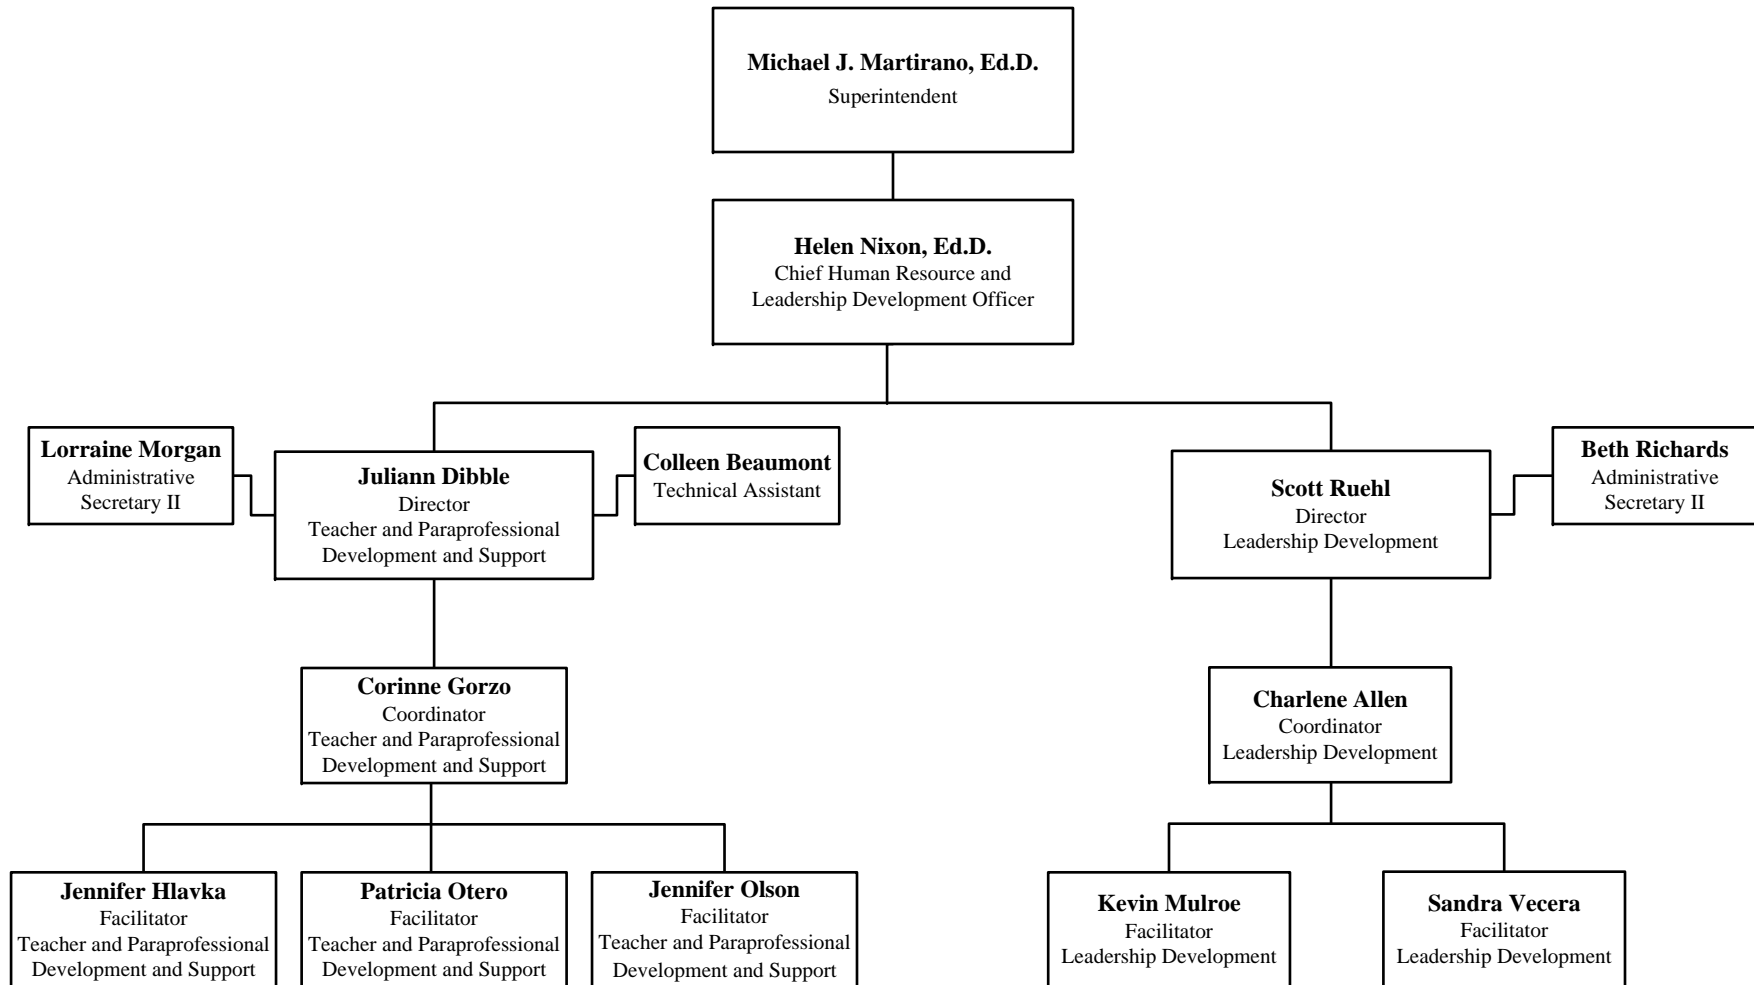 Michael J. Martirano, Ed.D.
Superintendent
Helen Nixon, Ed.D.
Chief Human Resource and
Leadership Development Officer
Lorraine Morgan
Administrative
Secretary II
Juliann Dibble
Director
Teacher and Paraprofessional
Development and Support
Colleen Beaumont
Technical Assistant
Scott Ruehl
Director
Leadership Development
Beth Richards
Administrative
Secretary II
Corinne Gorzo
Coordinator
Teacher and Paraprofessional
Development and Support
Charlene Allen
Coordinator
Leadership Development
Jennifer Hlavka
Facilitator
Teacher and Paraprofessional
Development and Support
Patricia Otero
Facilitator
Teacher and Paraprofessional
Development and Support
Jennifer Olson
Facilitator
Teacher and Paraprofessional
Development and Support
Kevin Mulroe
Facilitator
Leadership Development
Sandra Vecera
Facilitator
Leadership Development